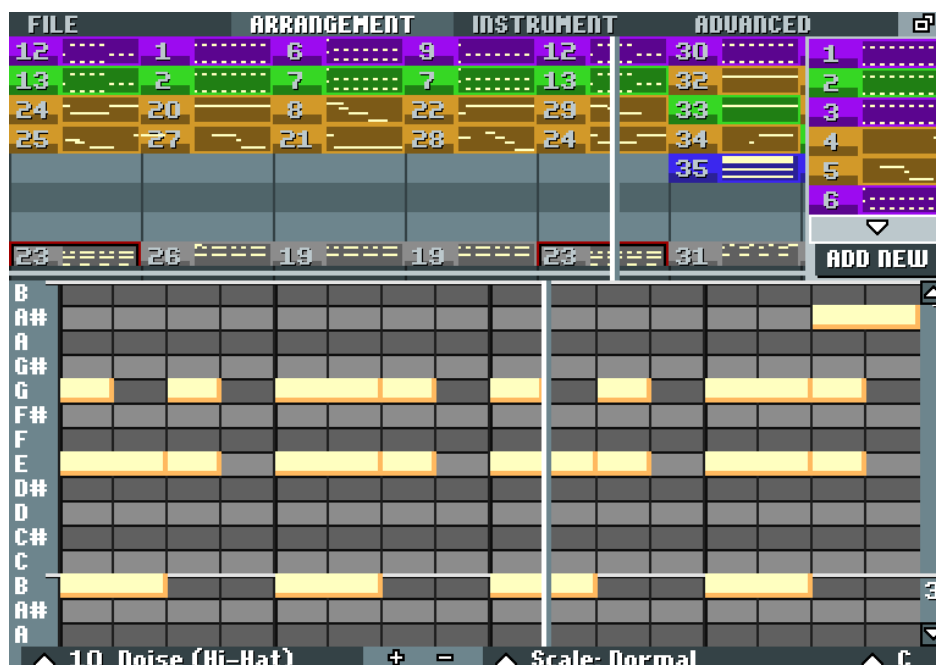 FILE ARRANGEMENT INSTRUMENT ADVANCED
12 1 6 9 12 30 1
13 2 7 7 13 32 2
24 20 8 22 29 33 3
25 27 21 28 24 34 4
35 5
6
23 26 19 19 23 31
ADD NEW
B
A#
A
G#
G
F#
F
E
D#
D
C#
C
B 3
A#
A
10 Noise (Hi-Hat) + - Scale: Normal C